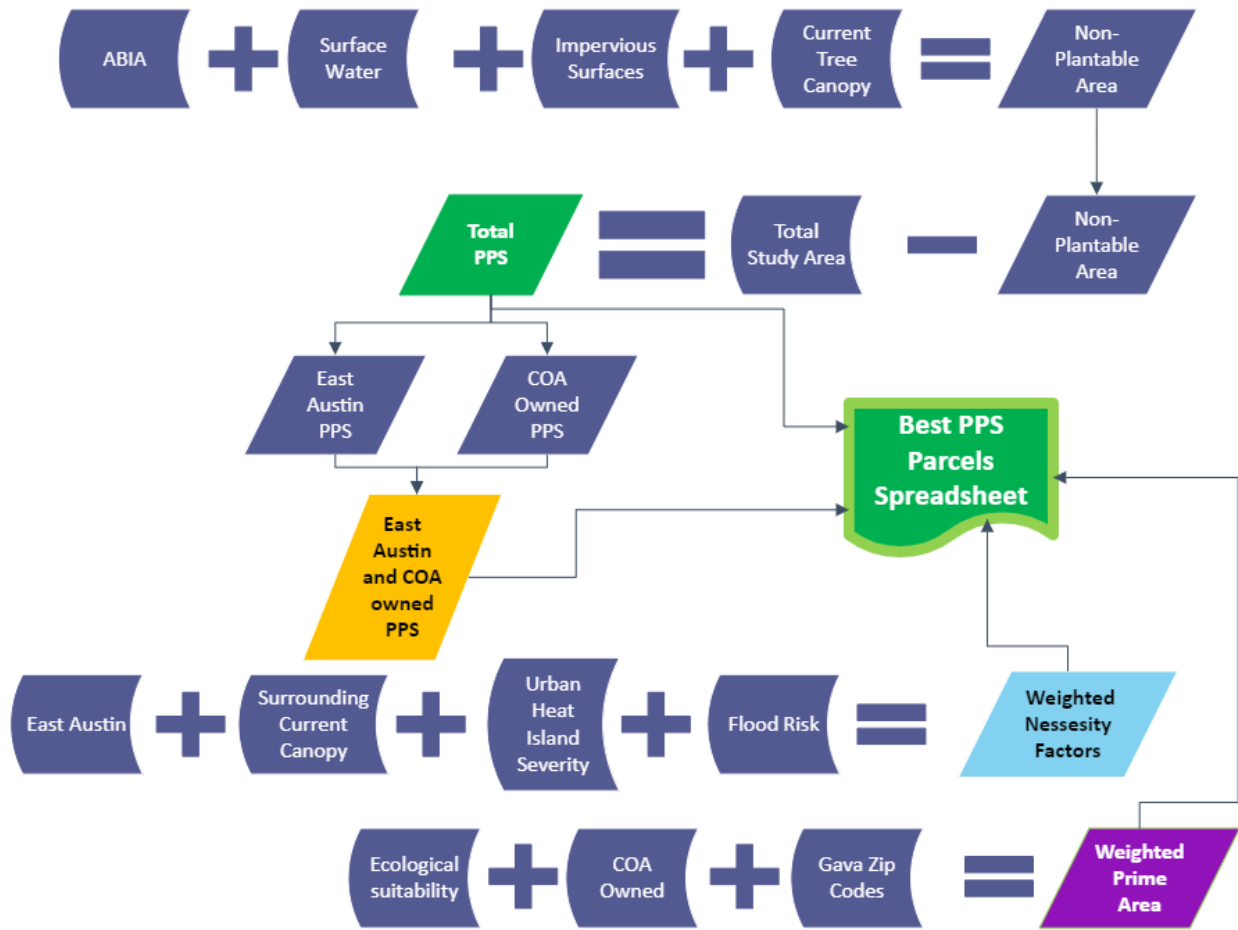 ABIA
Surface
Water
Impervious
Surfaces
Current
Tree
Canopy
Non-
Plantable
Area
Total
PPS
Total
Study Area
Non-
Plantable
Area
East
Austin
PPS
COA
Owned
PPS
Best PPS
Parcels
Spreadsheet
East
Austin
and COA
owned
PPS
East Austin
Surrounding
Current
Canopy
Urban
Heat
Island
Severity
Flood Risk
Weighted
Nessesity
Factors
Ecological
suitability
COA
Owned
Gava Zip
Codes
Weighted
Prime
Area